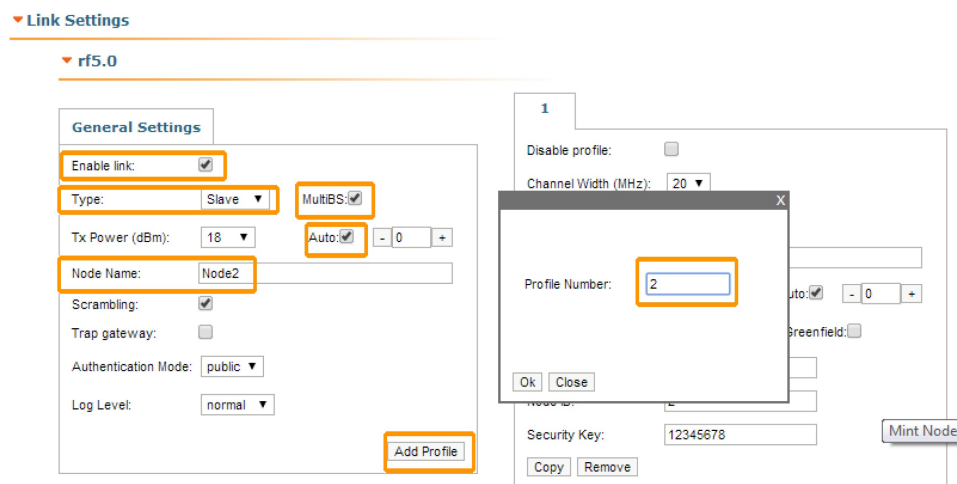 Link Settings
rf5.0
General Settings
Enable link:
Type: Slave MultiBS:
Tx Power (dBm): 18 Auto: - 0 +
Node Name: Node2
Scrambling:
Trap gateway:
Authentication Mode: public
Log Level: normal
Add Profile
1
Disable profile:
Channel Width (MHz): 20
X
Profile Number: 2
Ok Close
uto: - 0 +
Greenfield:
Node ID: 2
Security Key: 12345678
Copy Remove
Mint Node